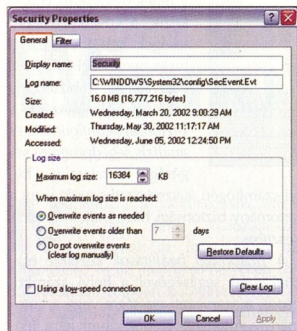 Security Properties
General Filter
Display name: Security
Log name: C:\WINDOWS\System32\config\SecEvent.Evt
Size: 16.0 MB (16,777,216 bytes)
Created: Wednesday, March 20, 2002 9:00:29 AM
Modified: Thursday, May 30, 2002 11:17:17 AM
Accessed: Wednesday, June 05, 2002 12:24:50 PM
Log size
Maximum log size: 16384 KB
When maximum log size is reached:
Overwrite events as needed
Overwrite events older than 7 days
Do not overwrite events
(clear log manually)
Restore Defaults
Using a low-speed connection
Clear Log
OK Cancel Apply